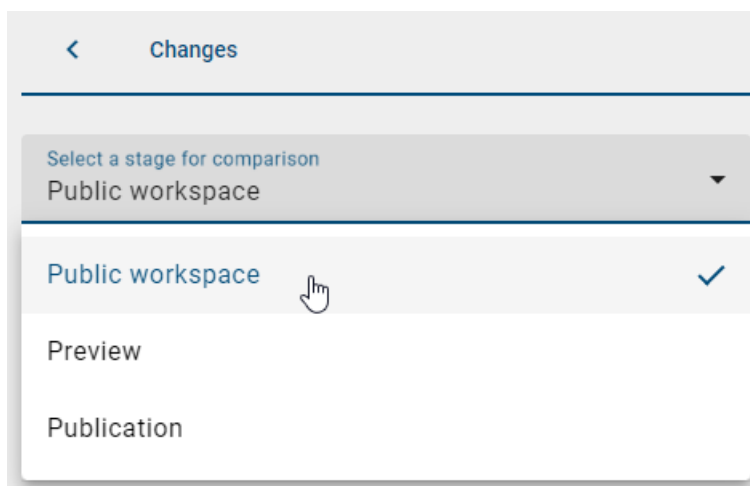 Changes
Select a stage for comparison
Public workspace
Public workspace
Preview
Publication